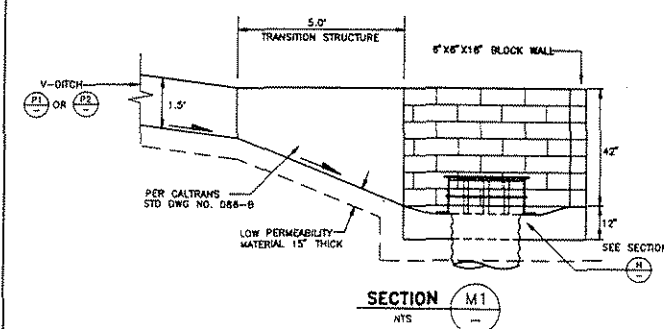 5.0'
TRANSITION STRUCTURE
6"X8"X16" BLOCK WALL
V-DITCH
P1 OR P2
1.5'
42"
PER CALTRANS
STD DWG NO. D88-B
LOW PERMEABILITY
MATERIAL 15" THICK
12"
SEE SECTION
H
—
SECTION M1
NTS —